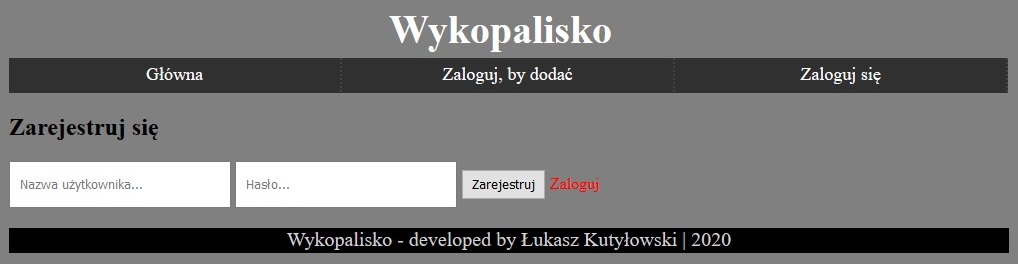 Wykopalisko
Główna Zaloguj, by dodać Zaloguj się
Zarejestruj się
Nazwa użytkownika... Hasło... Zarejestruj Zaloguj
Wykopalisko - developed by Łukasz Kutyłowski | 2020